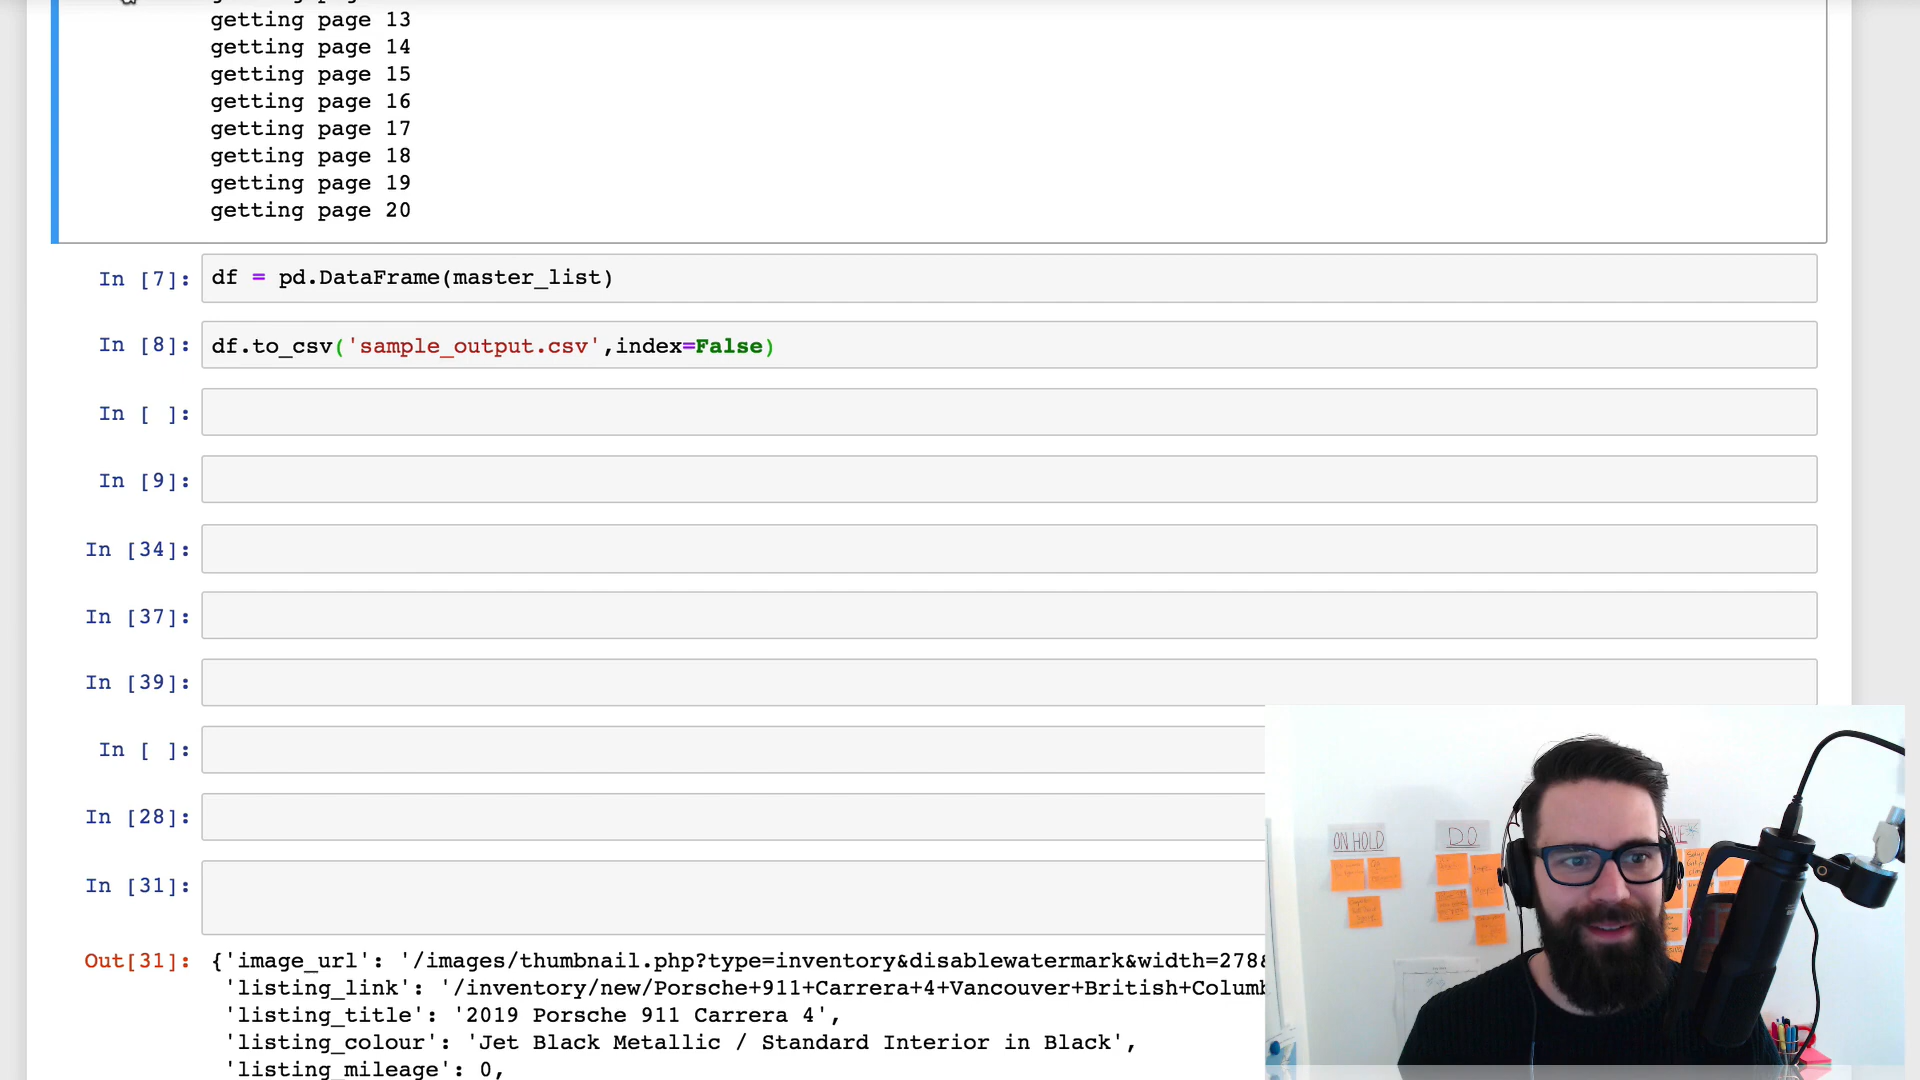 getting page 13
getting page 14
getting page 15
getting page 16
getting page 17
getting page 18
getting page 19
getting page 20
In [7]: df = pd.DataFrame(master_list)
In [8]: df.to_csv('sample_output.csv',index=False)
In [ ]:
In [9]:
In [34]:
In [37]:
In [39]:
In [ ]:
In [28]:
In [31]:
Out[31]: {'image_url': '/images/thumbnail.php?type=inventory&disablewatermark&width=278&
'listing_link': '/inventory/new/Porsche+911+Carrera+4+Vancouver+British+Columb
'listing_title': '2019 Porsche 911 Carrera 4',
'listing_colour': 'Jet Black Metallic / Standard Interior in Black',
'listing_mileage': 0,
ON HOLD
DO